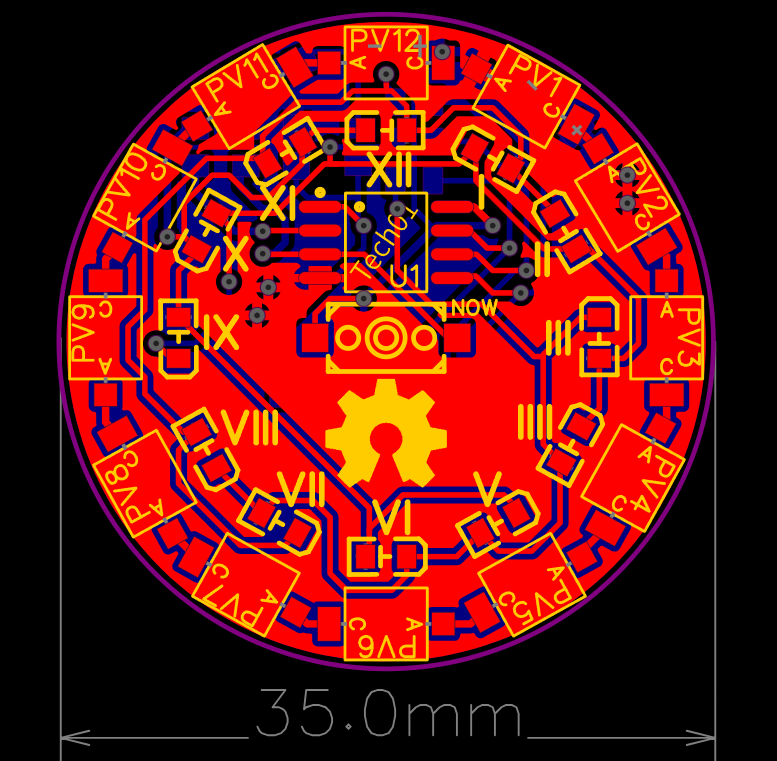 PV12
A C
PV11
C
A
PV1
A
C
PV10
C
A
PV2
A
C
XII
XI
I
X
II
Tech01
U1
NOW
PV9
C
A
IX
III
PV3
A
C
VIII
IIII
PV8
C
A
VII
VI
V
PV4
A
C
PV7
C
A
PV6
C A
PV5
A
C
35.0mm